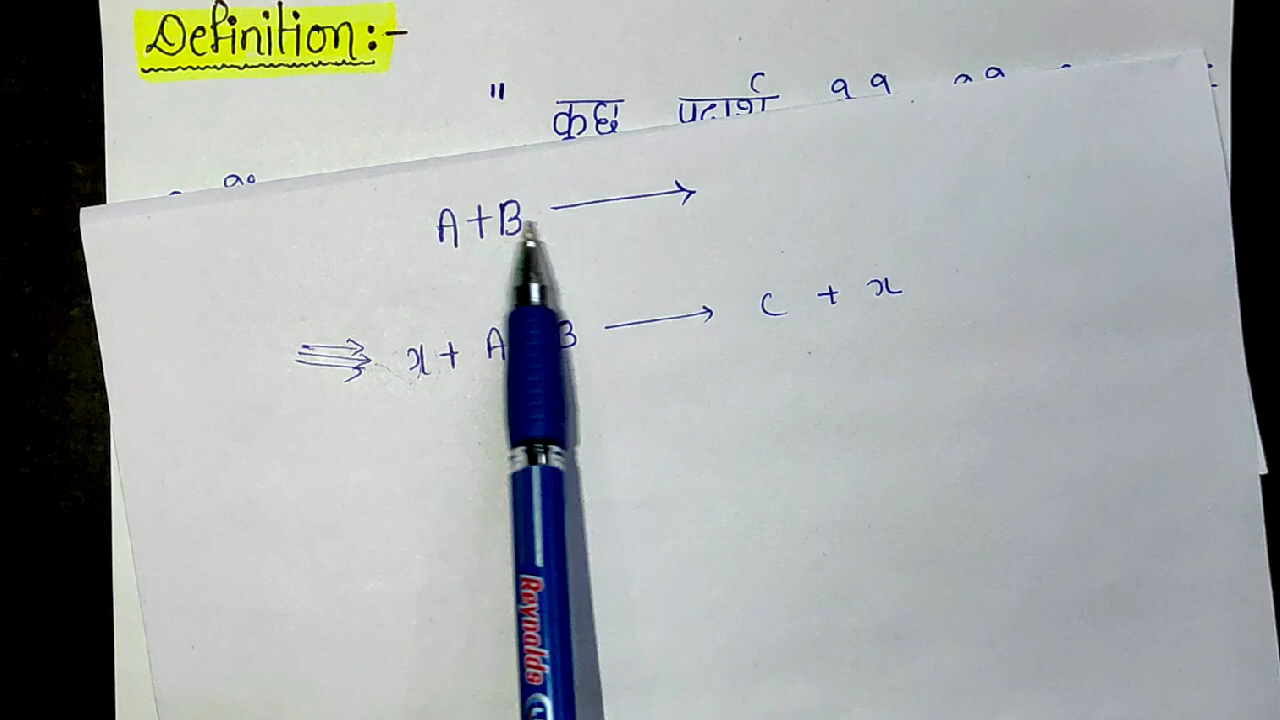 Definition:-
" कुछ पदार्थ
A+B ⟶
⇒ x + A B ⟶ C + x
Reynolds